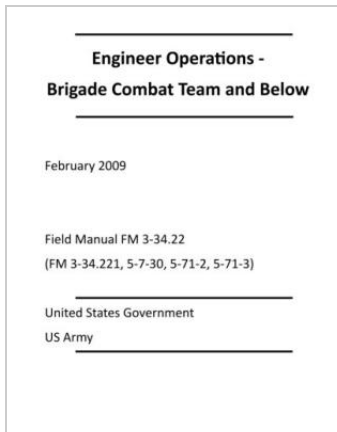 Engineer Operations -
Brigade Combat Team and Below
February 2009
Field Manual FM 3-34.22
(FM 3-34.221, 5-7-30, 5-71-2, 5-71-3)
United States Government
US Army